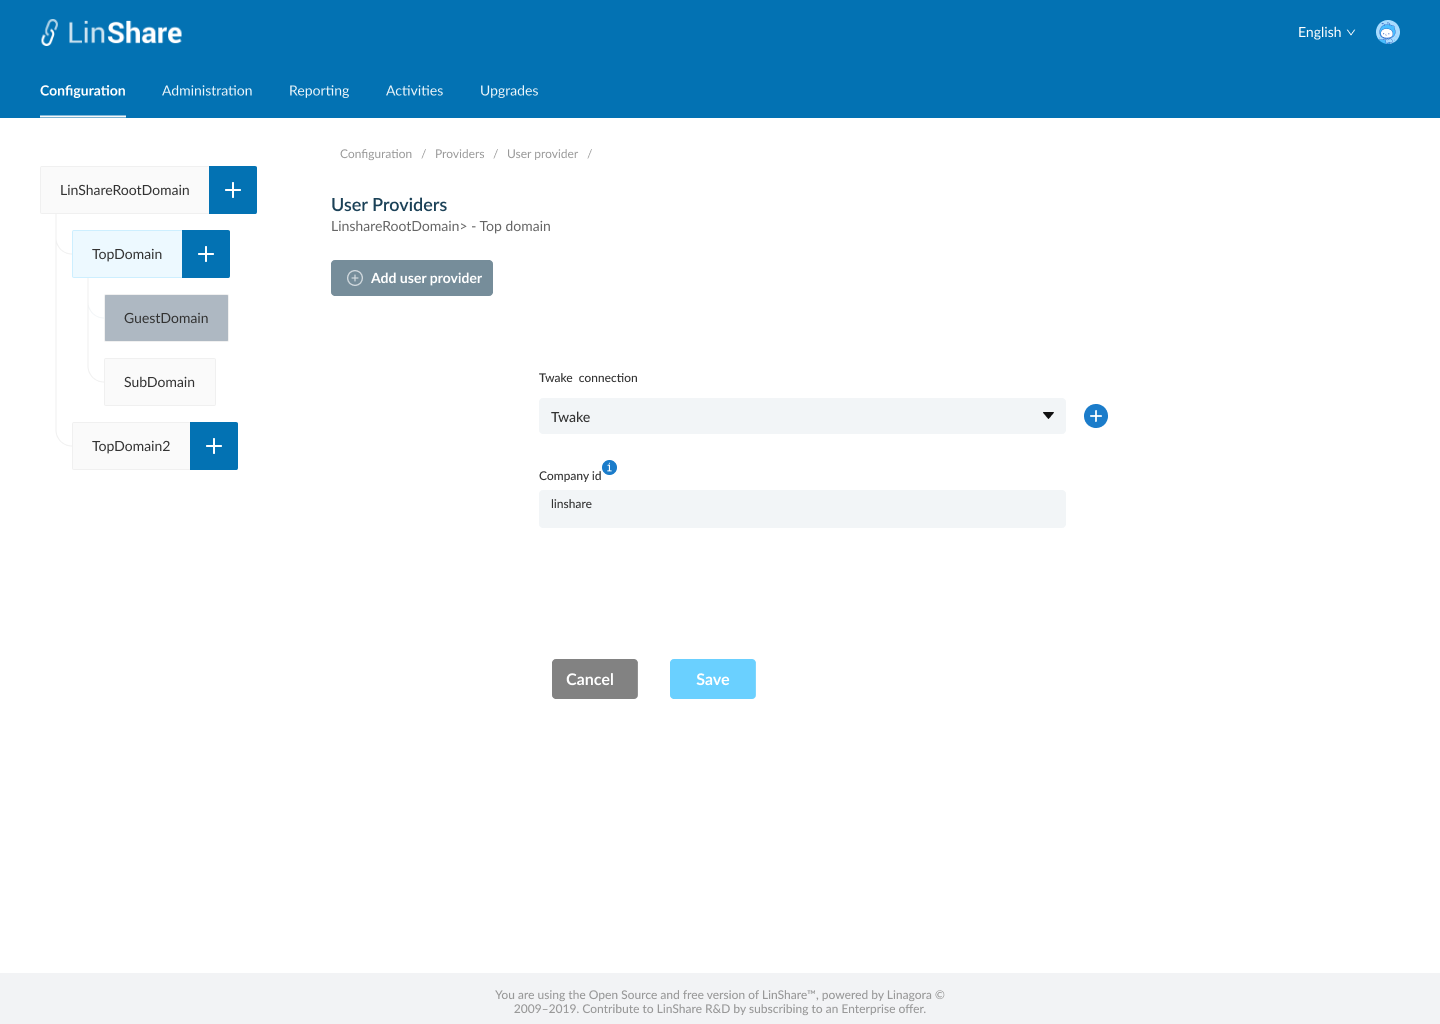 LinShare
English
Configuration Administration Reporting Activities Upgrades
Configuration / Providers / User provider /
LinShareRootDomain
TopDomain
GuestDomain
SubDomain
TopDomain2
User Providers
LinshareRootDomain> - Top domain
Add user provider
Twake connection
Twake
Company id
linshare
Cancel Save
You are using the Open Source and free version of LinShare™, powered by Linagora ©
2009–2019. Contribute to LinShare R&D by subscribing to an Enterprise offer.